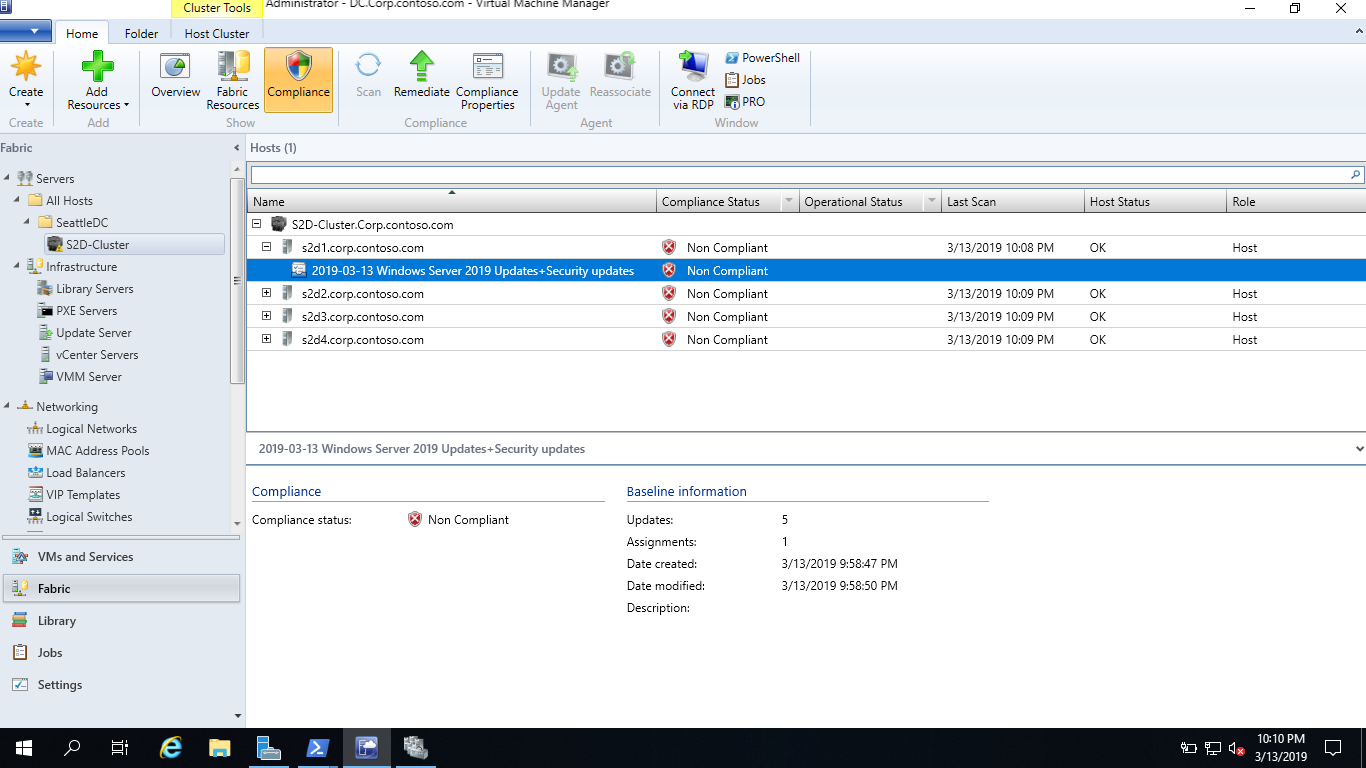 Cluster Tools
Administrator - DC.Corp.contoso.com - Virtual Machine Manager
Home
Folder
Host Cluster
Create
Add Resources
Overview
Fabric Resources
Compliance
Scan
Remediate
Compliance Properties
Update Agent
Reassociate
Connect via RDP
PowerShell
Jobs
PRO
Create
Add
Show
Compliance
Agent
Window
Fabric
Servers
All Hosts
SeattleDC
S2D-Cluster
Infrastructure
Library Servers
PXE Servers
Update Server
vCenter Servers
VMM Server
Networking
Logical Networks
MAC Address Pools
Load Balancers
VIP Templates
Logical Switches
VMs and Services
Fabric
Library
Jobs
Settings
Hosts (1)
Name Compliance Status Operational Status Last Scan Host Status Role
S2D-Cluster.Corp.contoso.com
s2d1.corp.contoso.com Non Compliant 3/13/2019 10:08 PM OK Host
2019-03-13 Windows Server 2019 Updates+Security updates Non Compliant
s2d2.corp.contoso.com Non Compliant 3/13/2019 10:09 PM OK Host
s2d3.corp.contoso.com Non Compliant 3/13/2019 10:09 PM OK Host
s2d4.corp.contoso.com Non Compliant 3/13/2019 10:09 PM OK Host
2019-03-13 Windows Server 2019 Updates+Security updates
Compliance
Compliance status: Non Compliant
Baseline information
Updates: 5
Assignments: 1
Date created: 3/13/2019 9:58:47 PM
Date modified: 3/13/2019 9:58:50 PM
Description:
10:10 PM
3/13/2019